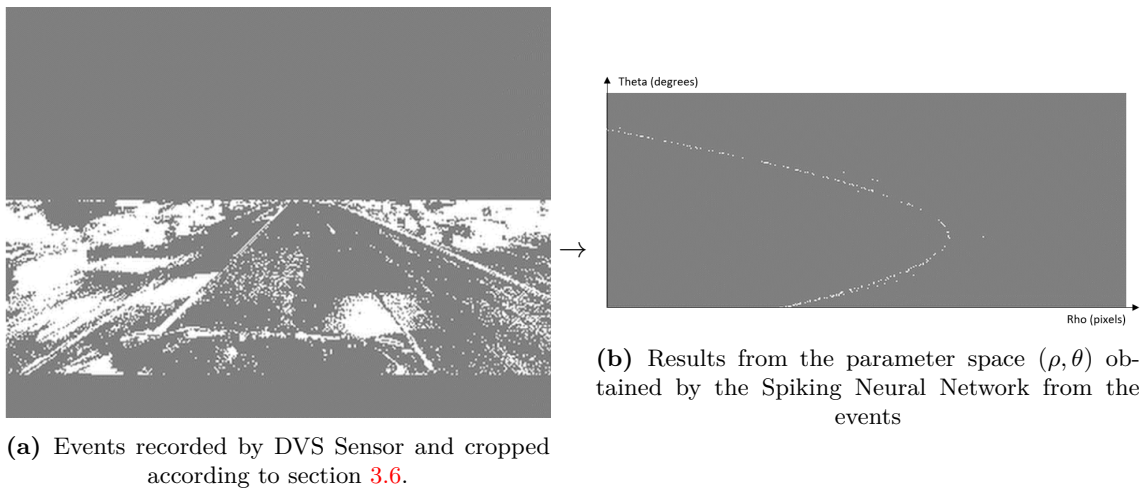 Theta (degrees)
→
Rho (pixels)
(b) Results from the parameter space (ρ, θ) ob-
tained by the Spiking Neural Network from the
events
(a) Events recorded by DVS Sensor and cropped
according to section 3.6.